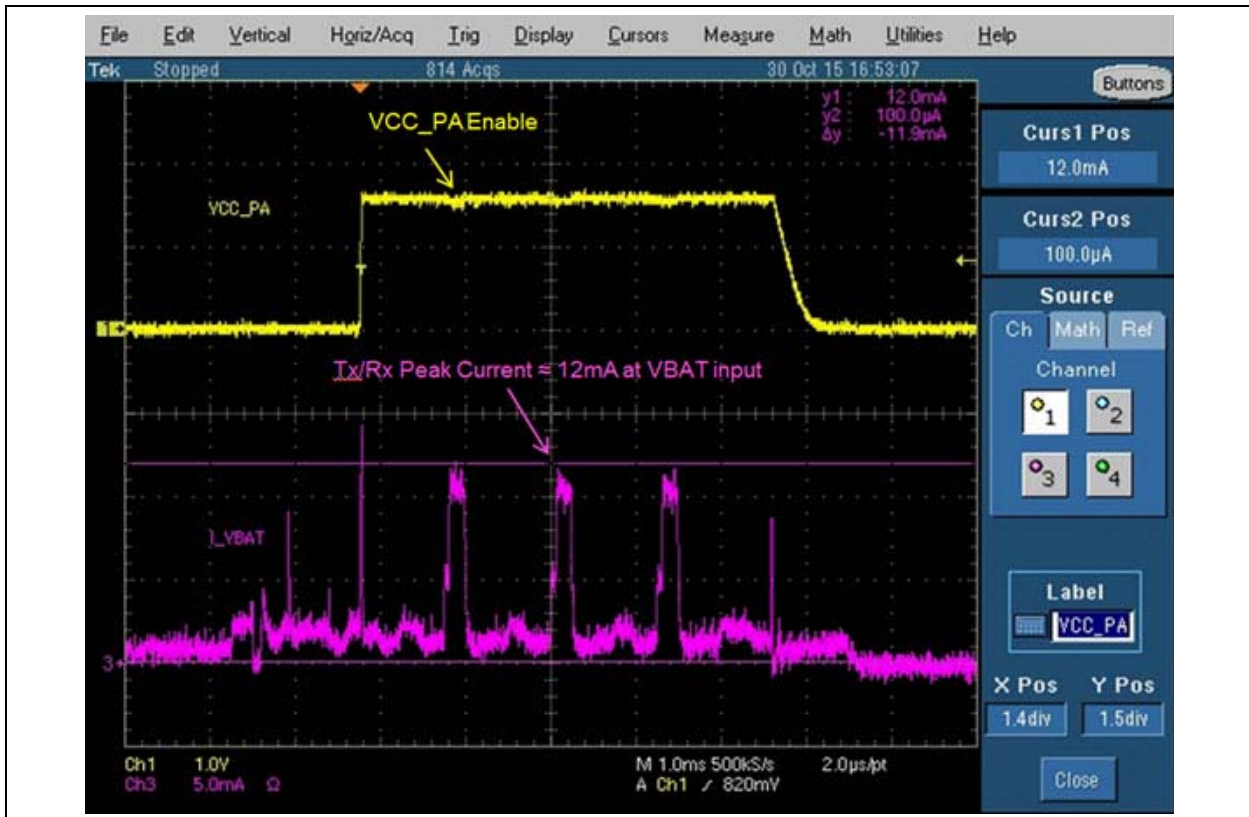 File Edit Vertical Horiz/Acq Trig Display Cursors Measure Math Utilities Help
Tek Stopped 814 Acqs 30 Oct 15 16:53:07
Buttons
y1 : 12.0mA
y2 : 100.0µA
Δy : -11.9mA
VCC_PA Enable
VCC_PA
Tx/Rx Peak Current ≈ 12mA at VBAT input
I_VBAT
3
Curs1 Pos
12.0mA
Curs2 Pos
100.0µA
Source
Ch Math Ref
Channel
1 2
3 4
Label
VCC_PA
X Pos Y Pos
1.4div 1.5div
Close
Ch1 1.0V M 1.0ms 500kS/s 2.0µs/pt
Ch3 5.0mA Ω A Ch1 ∕ 820mV